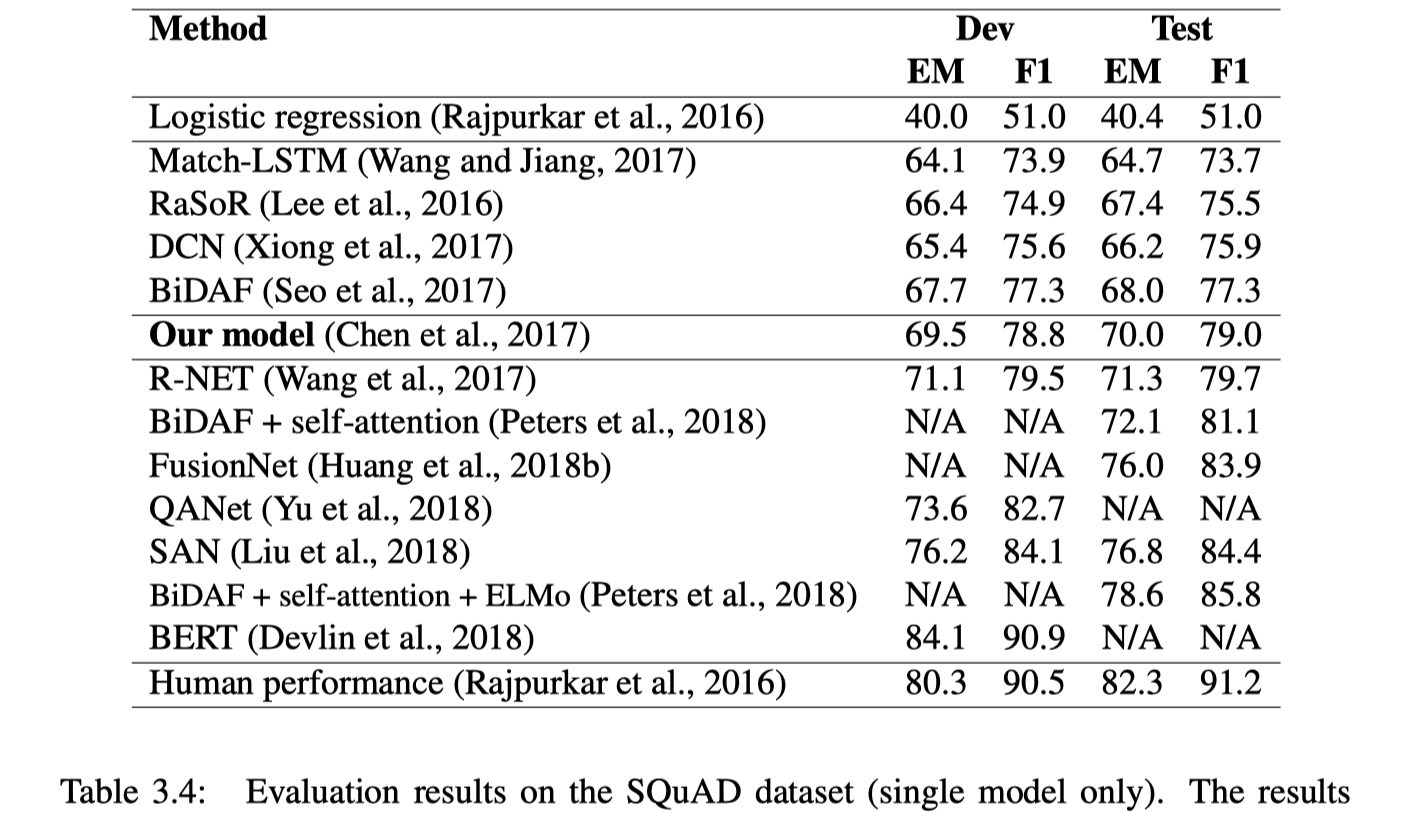 Method Dev Test
EM F1 EM F1
Logistic regression (Rajpurkar et al., 2016) 40.0 51.0 40.4 51.0
Match-LSTM (Wang and Jiang, 2017) 64.1 73.9 64.7 73.7
RaSoR (Lee et al., 2016) 66.4 74.9 67.4 75.5
DCN (Xiong et al., 2017) 65.4 75.6 66.2 75.9
BiDAF (Seo et al., 2017) 67.7 77.3 68.0 77.3
Our model (Chen et al., 2017) 69.5 78.8 70.0 79.0
R-NET (Wang et al., 2017) 71.1 79.5 71.3 79.7
BiDAF + self-attention (Peters et al., 2018) N/A N/A 72.1 81.1
FusionNet (Huang et al., 2018b) N/A N/A 76.0 83.9
QANet (Yu et al., 2018) 73.6 82.7 N/A N/A
SAN (Liu et al., 2018) 76.2 84.1 76.8 84.4
BiDAF + self-attention + ELMo (Peters et al., 2018) N/A N/A 78.6 85.8
BERT (Devlin et al., 2018) 84.1 90.9 N/A N/A
Human performance (Rajpurkar et al., 2016) 80.3 90.5 82.3 91.2
Table 3.4: Evaluation results on the SQuAD dataset (single model only). The results